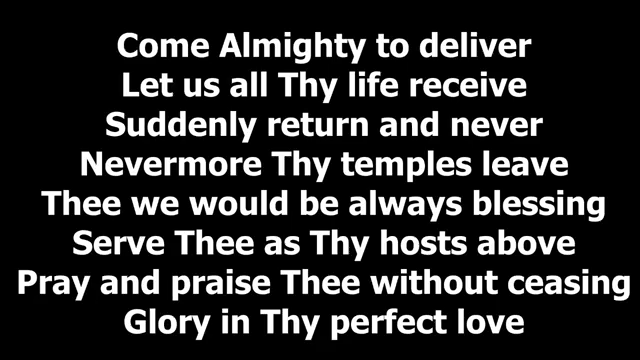 Come Almighty to deliver
Let us all Thy life receive
Suddenly return and never
Nevermore Thy temples leave
Thee we would be always blessing
Serve Thee as Thy hosts above
Pray and praise Thee without ceasing
Glory in Thy perfect love